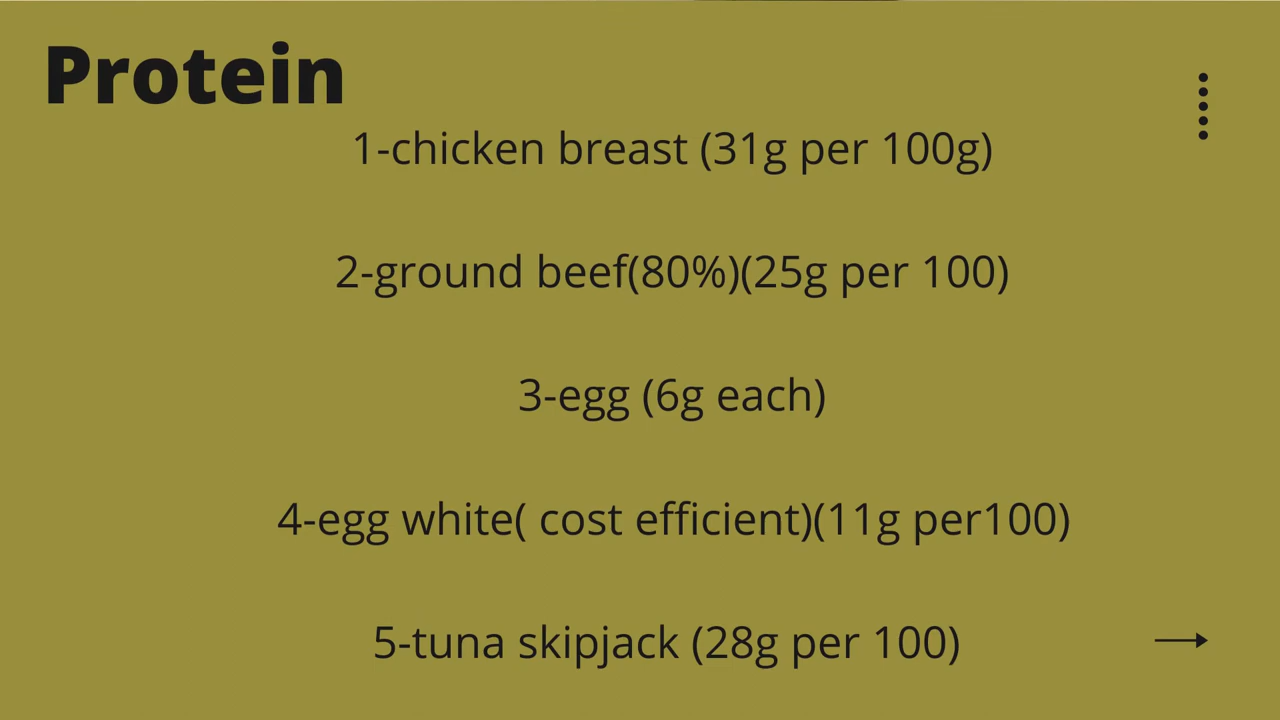 Protein
1-chicken breast (31g per 100g)
2-ground beef(80%)(25g per 100)
3-egg (6g each)
4-egg white( cost efficient)(11g per100)
5-tuna skipjack (28g per 100)